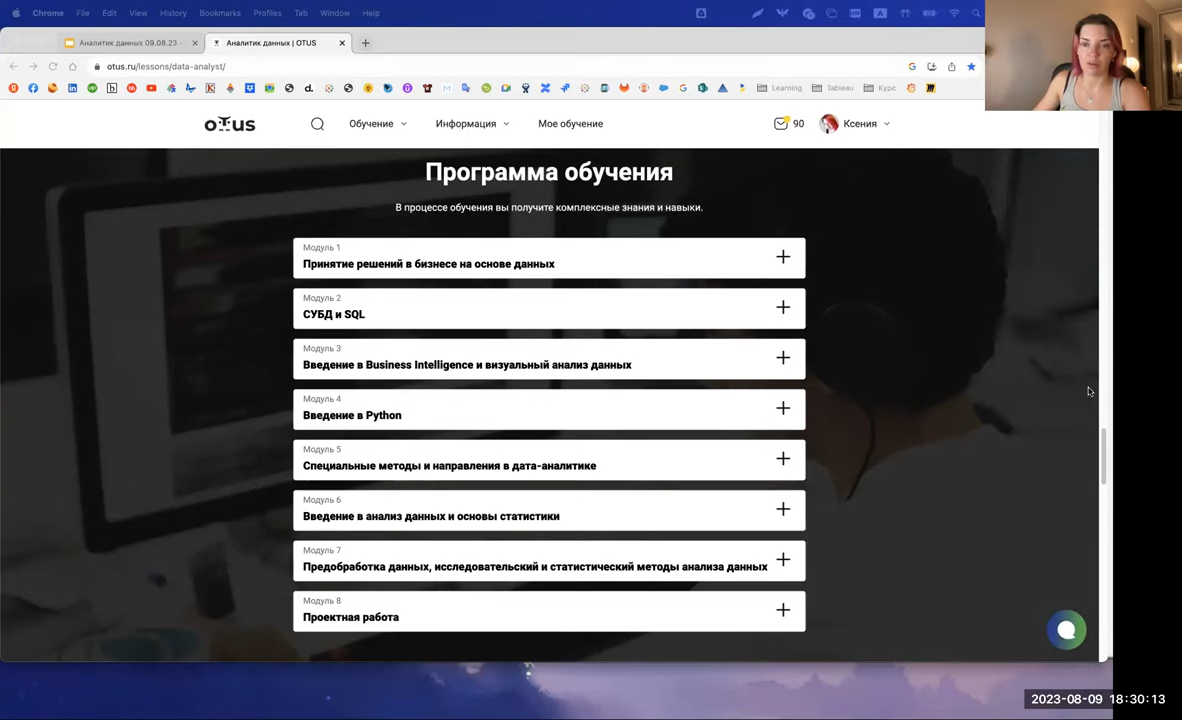 Chrome File Edit View History Bookmarks Profiles Tab Window Help
Аналитик данных 09.08.23 -
Аналитик данных | OTUS
otus.ru/lessons/data-analyst/
Learning Tableau Курс
OTUS Обучение Информация Мое обучение 90 Ксения
Программа обучения
В процессе обучения вы получите комплексные знания и навыки.
Модуль 1
Принятие решений в бизнесе на основе данных
Модуль 2
СУБД и SQL
Модуль 3
Введение в Business Intelligence и визуальный анализ данных
Модуль 4
Введение в Python
Модуль 5
Специальные методы и направления в дата-аналитике
Модуль 6
Введение в анализ данных и основы статистики
Модуль 7
Предобработка данных, исследовательский и статистический методы анализа данных
Модуль 8
Проектная работа
2023-08-09 18:30:13